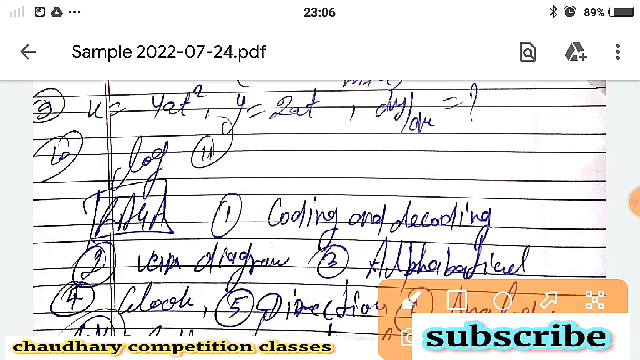 23:06
89%
Sample 2022-07-24.pdf
9 x = 4at², y = 2at, dy/dx = ?
10 log 11
1 Coding and decoding
2 venn diagram 3 Alphabetical
4 Clock, 5 Direction
chaudhary competition classes
subscribe